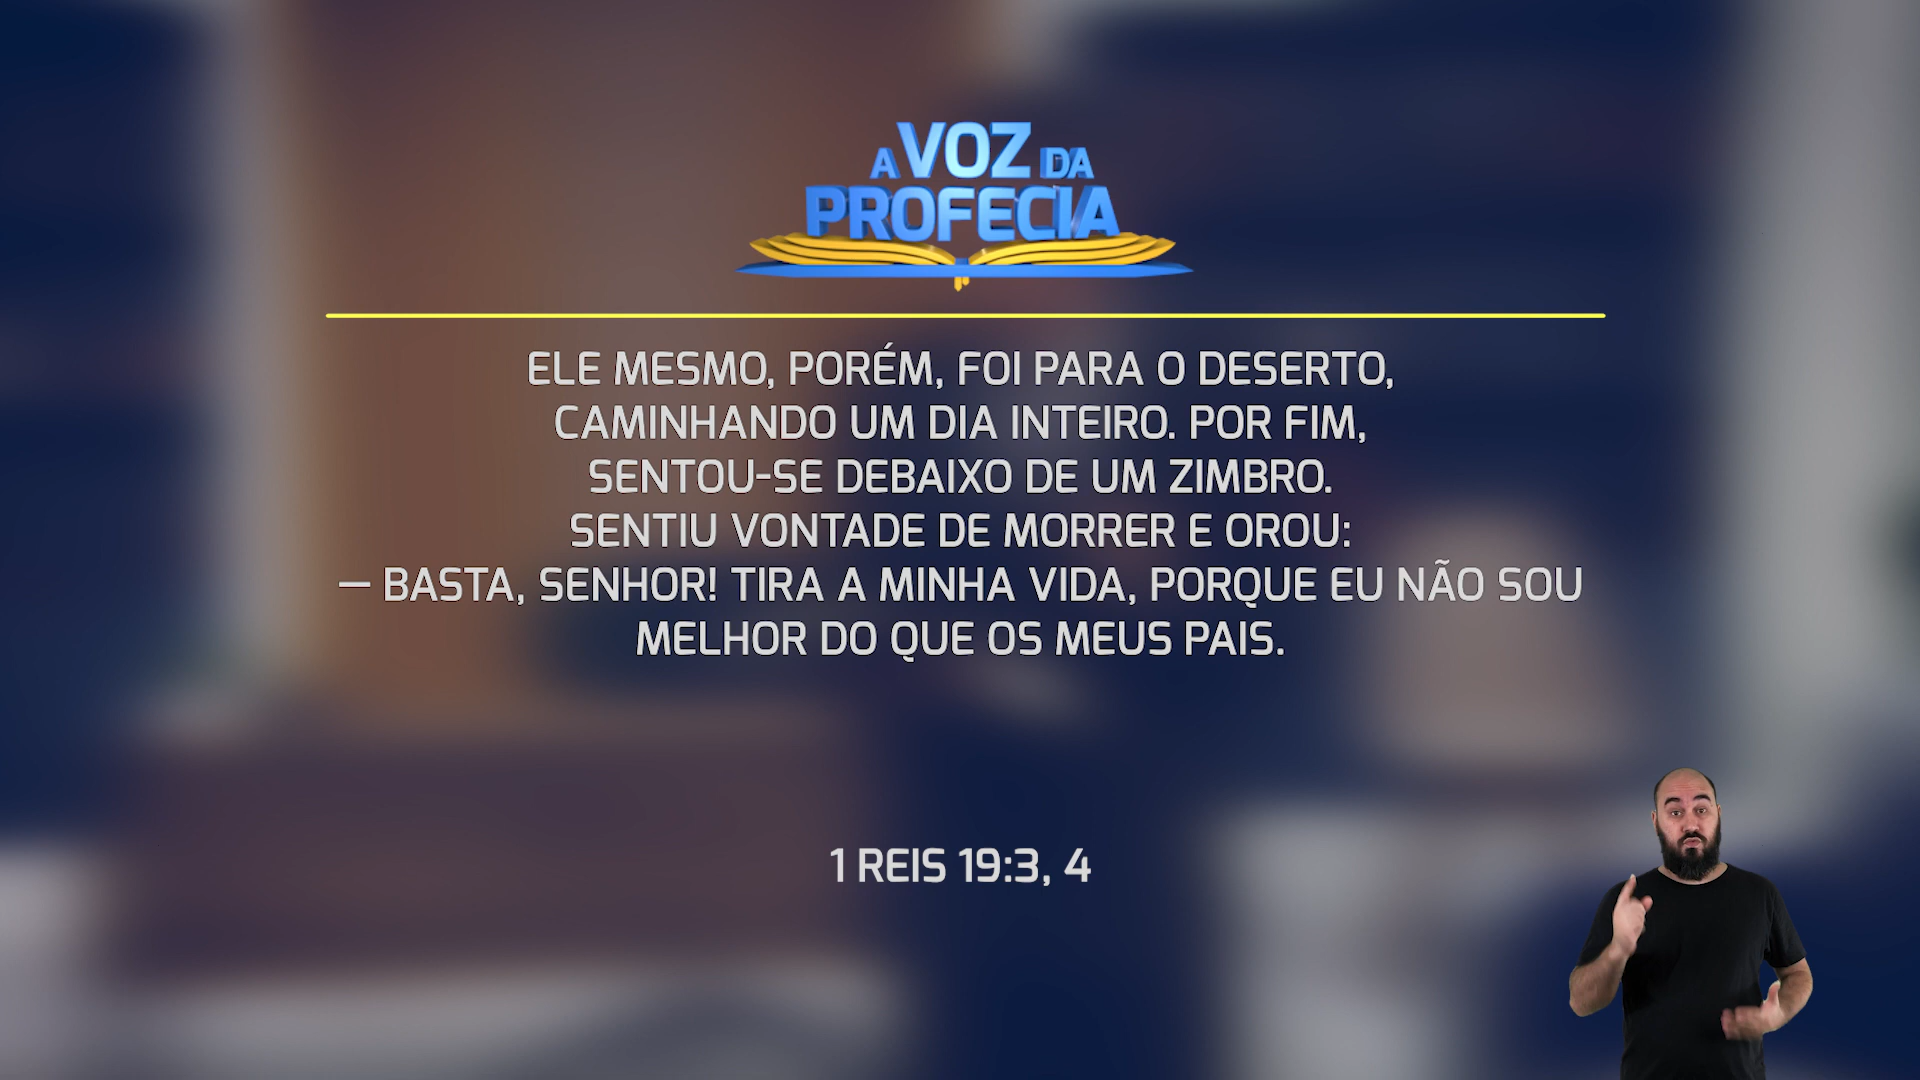 A VOZ DA
PROFECIA
ELE MESMO, PORÉM, FOI PARA O DESERTO,
CAMINHANDO UM DIA INTEIRO. POR FIM,
SENTOU-SE DEBAIXO DE UM ZIMBRO.
SENTIU VONTADE DE MORRER E OROU:
— BASTA, SENHOR! TIRA A MINHA VIDA, PORQUE EU NÃO SOU
MELHOR DO QUE OS MEUS PAIS.
1 REIS 19:3, 4